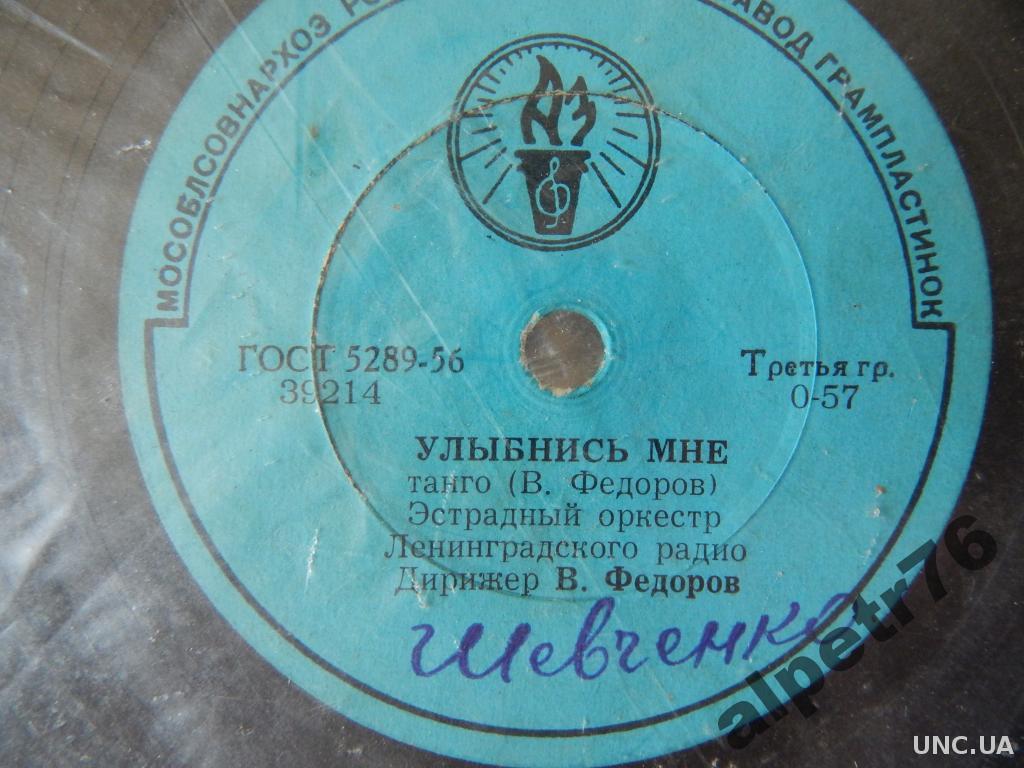 МОСОБЛСОВНАРХОЗ
ЗАВОД ГРАМПЛАСТИНОК
ГОСТ 5289-56
39214
Третья гр.
0-57
УЛЫБНИСЬ МНЕ
танго (В. Федоров)
Эстрадный оркестр
Ленинградского радио
Дирижер В. Федоров
Шевченко
alpetr76
UNC.UA